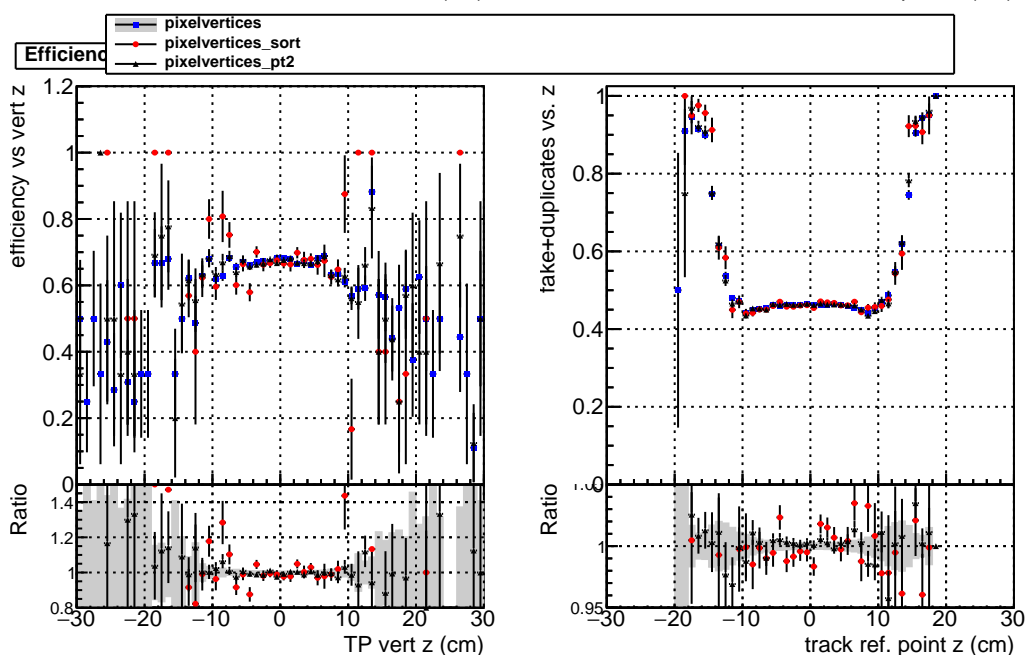 pixelvertices
pixelvertices_sort
pixelvertices_pt2
Efficienc
efficiency vs vert z
1.2
1
0.8
0.6
0.4
0.2
0
Ratio
1.4
1.2
1
0.8
−30 −20 −10 0 10 20 30
TP vert z (cm)
fake+duplicates vs. z
1
0.8
0.6
0.4
0.2
0
Ratio
1
0.95
−30 −20 −10 0 10 20 30
track ref. point z (cm)